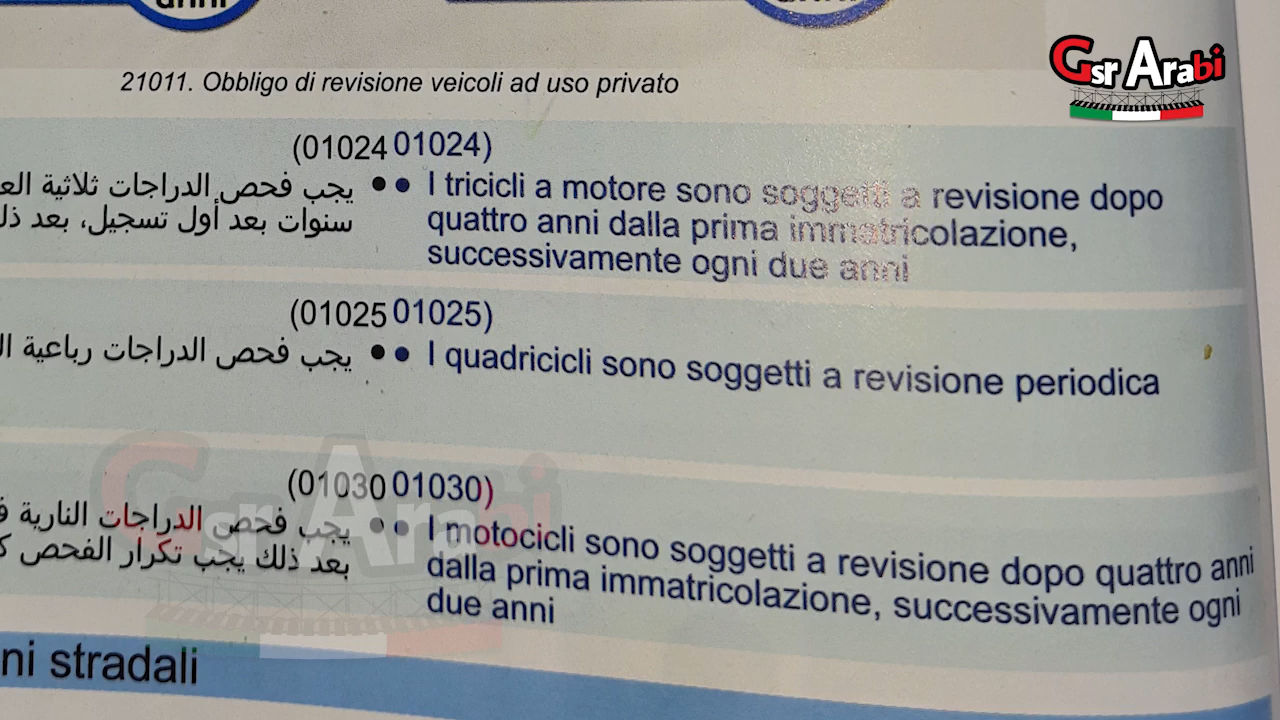 anni
21011. Obbligo di revisione veicoli ad uso privato
Gsr Arabi
(01024 01024)
• I tricicli a motore sono soggetti a revisione dopo
quattro anni dalla prima immatricolazione,
successivamente ogni due anni
• يجب فحص الدراجات ثلاثية
سنوات بعد أول تسجيل، بعد
(01025 01025)
• I quadricicli sono soggetti a revisione periodica
• يجب فحص الدراجات رباعية
(01030 01030)
• I motocicli sono soggetti a revisione dopo quattro anni
dalla prima immatricolazione, successivamente ogni
due anni
• يجب فحص الدراجات النارية
بعد ذلك يجب تكرار الفحص
Gsr Arabi
ni stradali